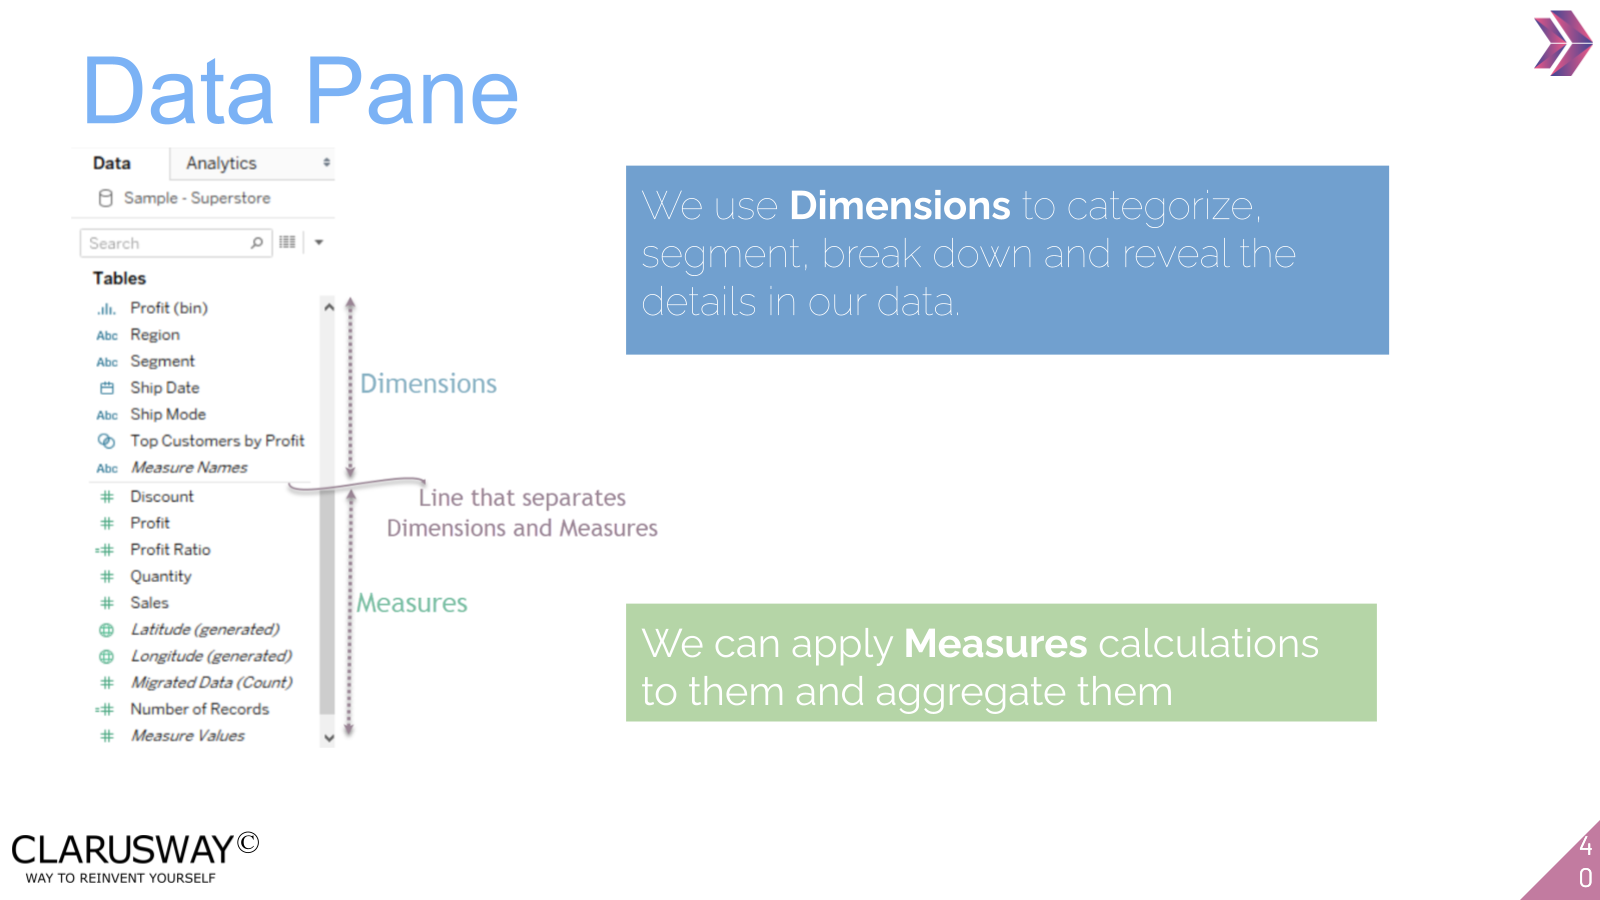 Data Pane
Data
Analytics
Sample - Superstore
Search
Tables
Profit (bin)
Abc Region
Abc Segment
Ship Date
Abc Ship Mode
Top Customers by Profit
Abc Measure Names
# Discount
# Profit
=# Profit Ratio
# Quantity
# Sales
Latitude (generated)
Longitude (generated)
# Migrated Data (Count)
=# Number of Records
# Measure Values
Dimensions
Line that separates
Dimensions and Measures
Measures
We use Dimensions to categorize,
segment, break down and reveal the
details in our data.
We can apply Measures calculations
to them and aggregate them
CLARUSWAY©
WAY TO REINVENT YOURSELF
4
0